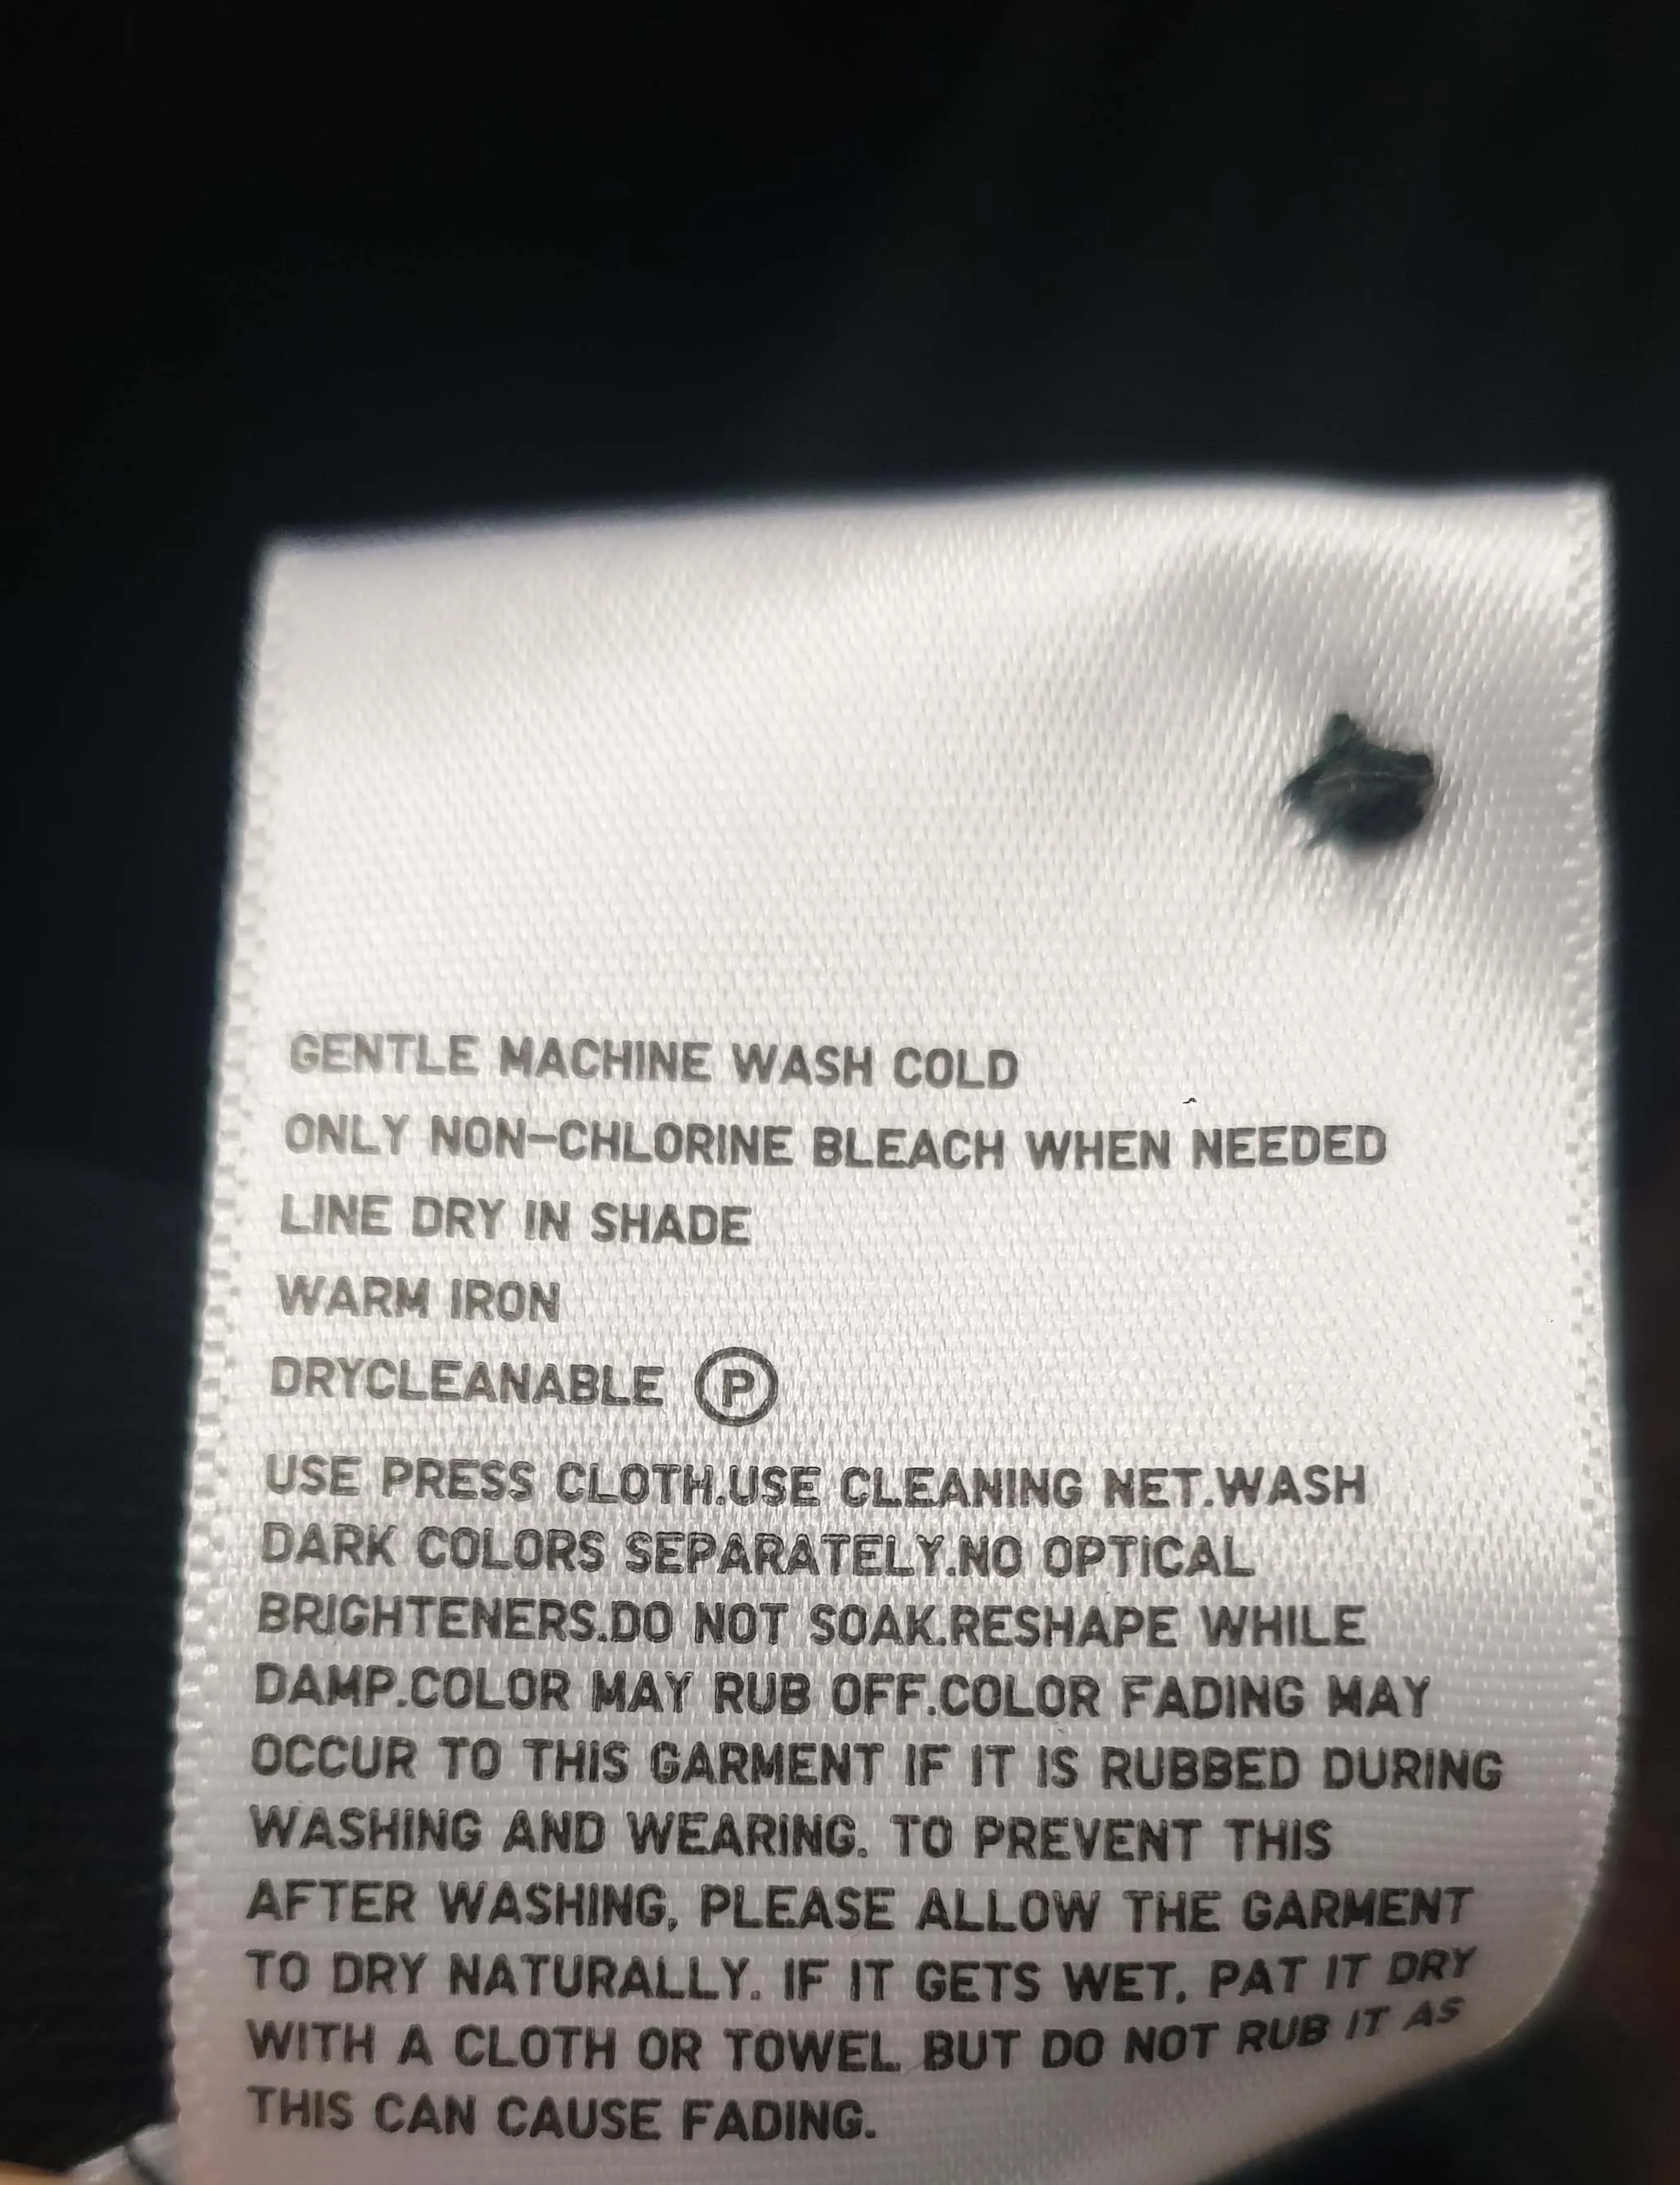 GENTLE MACHINE WASH COLD
ONLY NON-CHLORINE BLEACH WHEN NEEDED
LINE DRY IN SHADE
WARM IRON
DRYCLEANABLE Ⓟ
USE PRESS CLOTH.USE CLEANING NET.WASH
DARK COLORS SEPARATELY.NO OPTICAL
BRIGHTENERS.DO NOT SOAK.RESHAPE WHILE
DAMP.COLOR MAY RUB OFF.COLOR FADING MAY
OCCUR TO THIS GARMENT IF IT IS RUBBED DURING
WASHING AND WEARING. TO PREVENT THIS
AFTER WASHING, PLEASE ALLOW THE GARMENT
TO DRY NATURALLY. IF IT GETS WET, PAT IT DRY
WITH A CLOTH OR TOWEL BUT DO NOT RUB IT AS
THIS CAN CAUSE FADING.